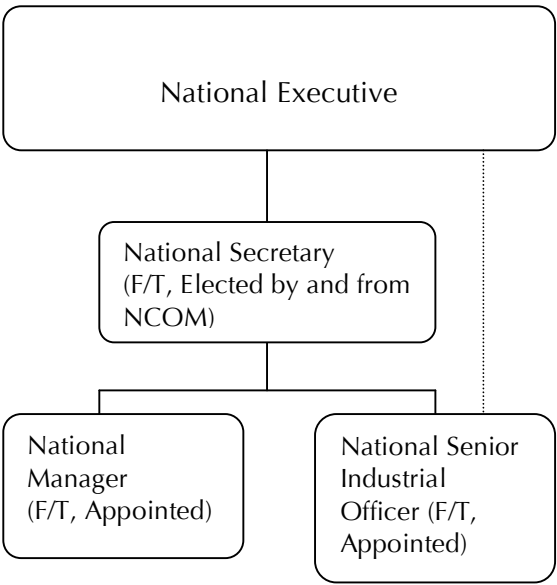 National Executive
National Secretary
(F/T, Elected by and from
NCOM)
National
Manager
(F/T, Appointed)
National Senior
Industrial
Officer (F/T,
Appointed)